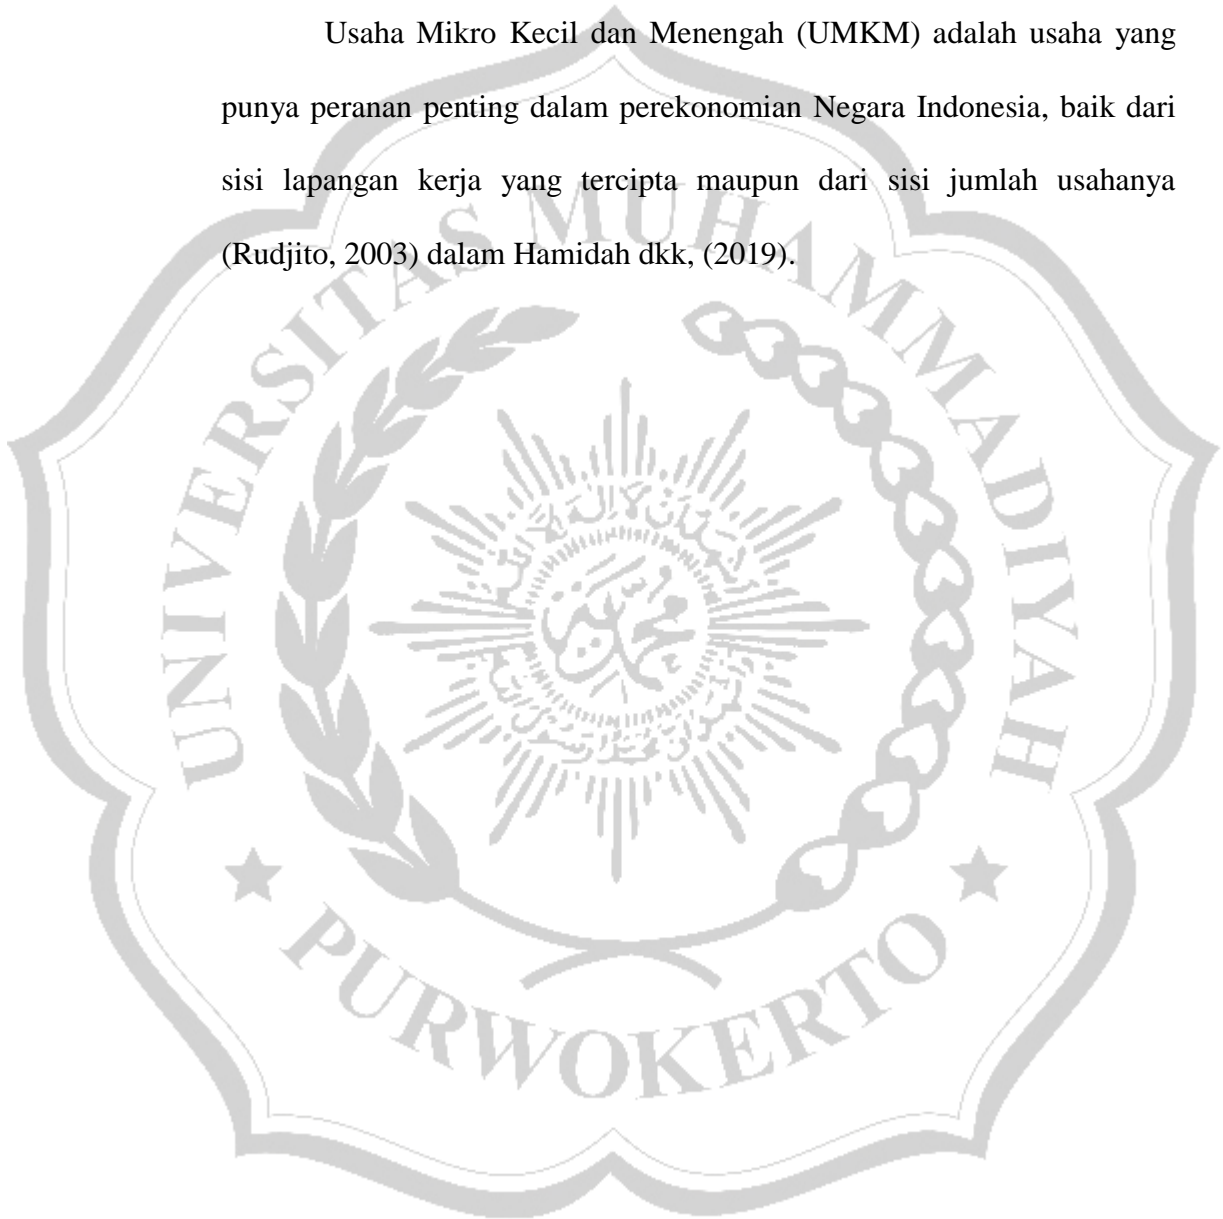 Usaha Mikro Kecil dan Menengah (UMKM) adalah usaha yang
punya peranan penting dalam perekonomian Negara Indonesia, baik dari
sisi lapangan kerja yang tercipta maupun dari sisi jumlah usahanya
(Rudjito, 2003) dalam Hamidah dkk, (2019).
UNIVERSITAS MUHAMMADIYAH
PURWOKERTO